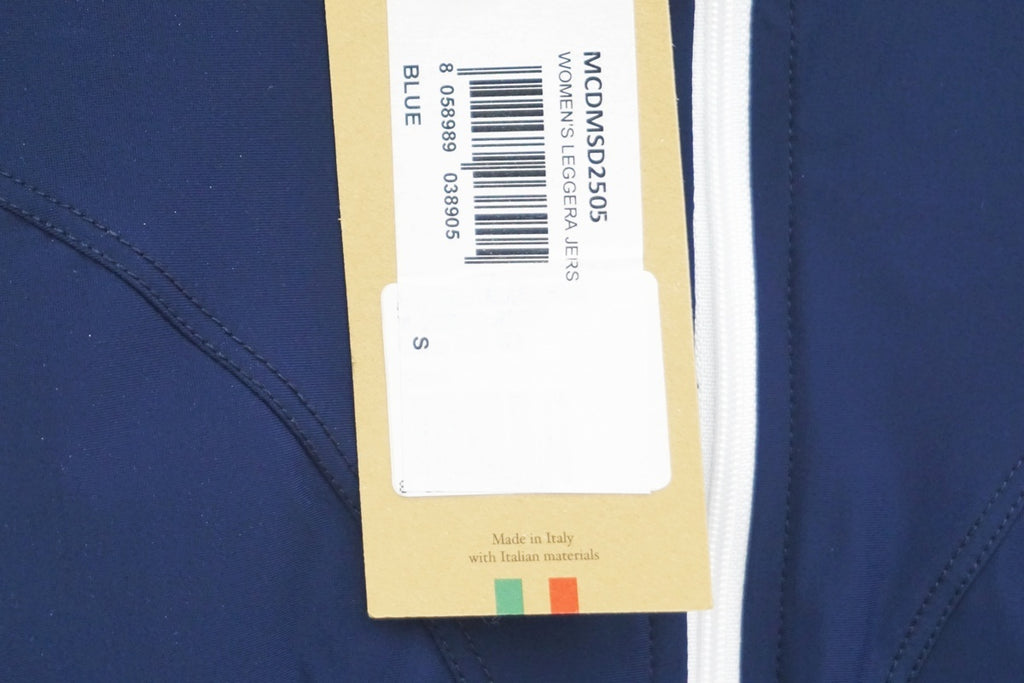 MCDMSD2505
WOMEN'S LEGGERA JERS
8 058989 038905
BLUE
S
Made in Italy
with Italian materials